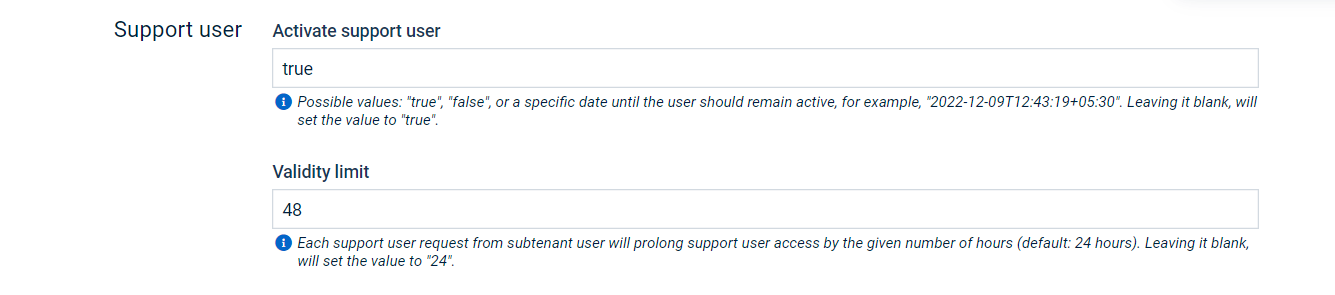 Support user
Activate support user
true
Possible values: "true", "false", or a specific date until the user should remain active, for example, "2022-12-09T12:43:19+05:30". Leaving it blank, will
set the value to "true".
Validity limit
48
Each support user request from subtenant user will prolong support user access by the given number of hours (default: 24 hours). Leaving it blank,
will set the value to "24".